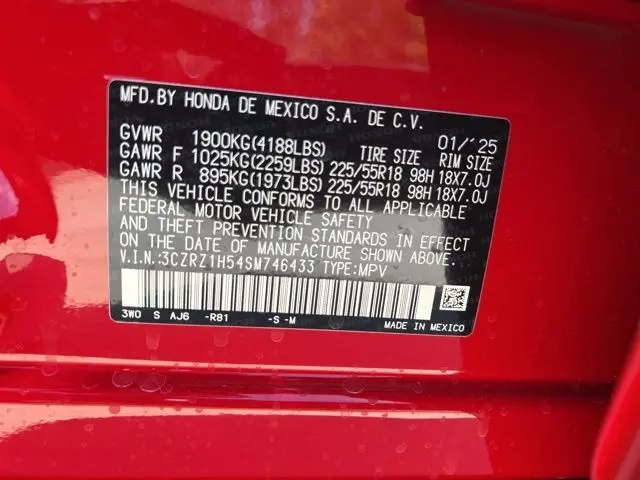 MFD.BY HONDA DE MEXICO S.A. DE C.V.
01/'25
GVWR 1900KG(4188LBS) TIRE SIZE RIM SIZE
GAWR F 1025KG(2259LBS) 225/55R18 98H 18X7.0J
GAWR R 895KG(1973LBS) 225/55R18 98H 18X7.0J
THIS VEHICLE CONFORMS TO ALL APPLICABLE
FEDERAL MOTOR VEHICLE SAFETY
AND THEFT PREVENTION STANDARDS IN EFFECT
ON THE DATE OF MANUFACTURE SHOWN ABOVE.
V.I.N.:3CZRZ1H54SM746433 TYPE:MPV
3W0 S AJ6 -R81 -S -M
MADE IN MEXICO